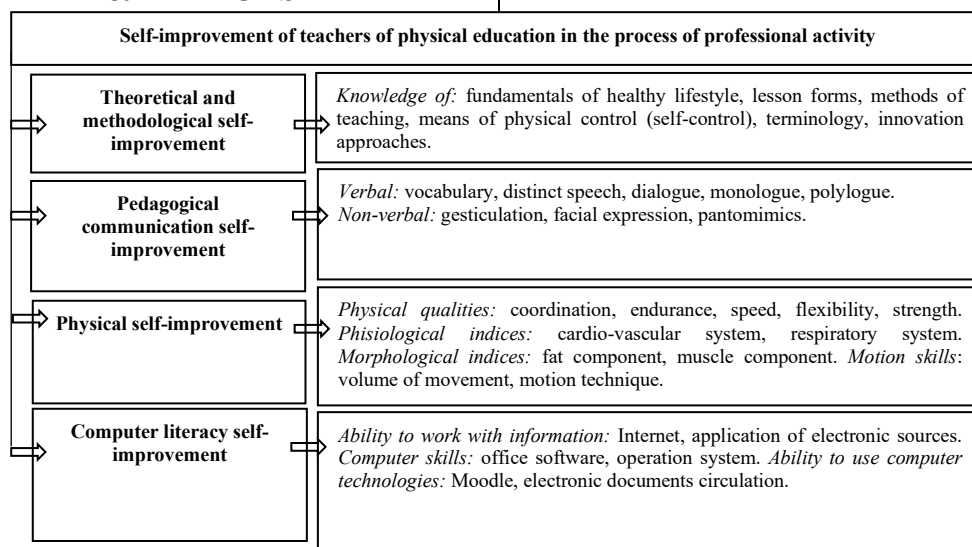 Self-improvement of teachers of physical education in the process of professional activity
Theoretical and
methodological self-
improvement
Knowledge of: fundamentals of healthy lifestyle, lesson forms, methods of
teaching, means of physical control (self-control), terminology, innovation
approaches.
Pedagogical
communication self-
improvement
Verbal: vocabulary, distinct speech, dialogue, monologue, polylogue.
Non-verbal: gesticulation, facial expression, pantomimics.
Physical self-improvement
Physical qualities: coordination, endurance, speed, flexibility, strength.
Phisiological indices: cardio-vascular system, respiratory system.
Morphological indices: fat component, muscle component. Motion skills:
volume of movement, motion technique.
Computer literacy self-
improvement
Ability to work with information: Internet, application of electronic sources.
Computer skills: office software, operation system. Ability to use computer
technologies: Moodle, electronic documents circulation.